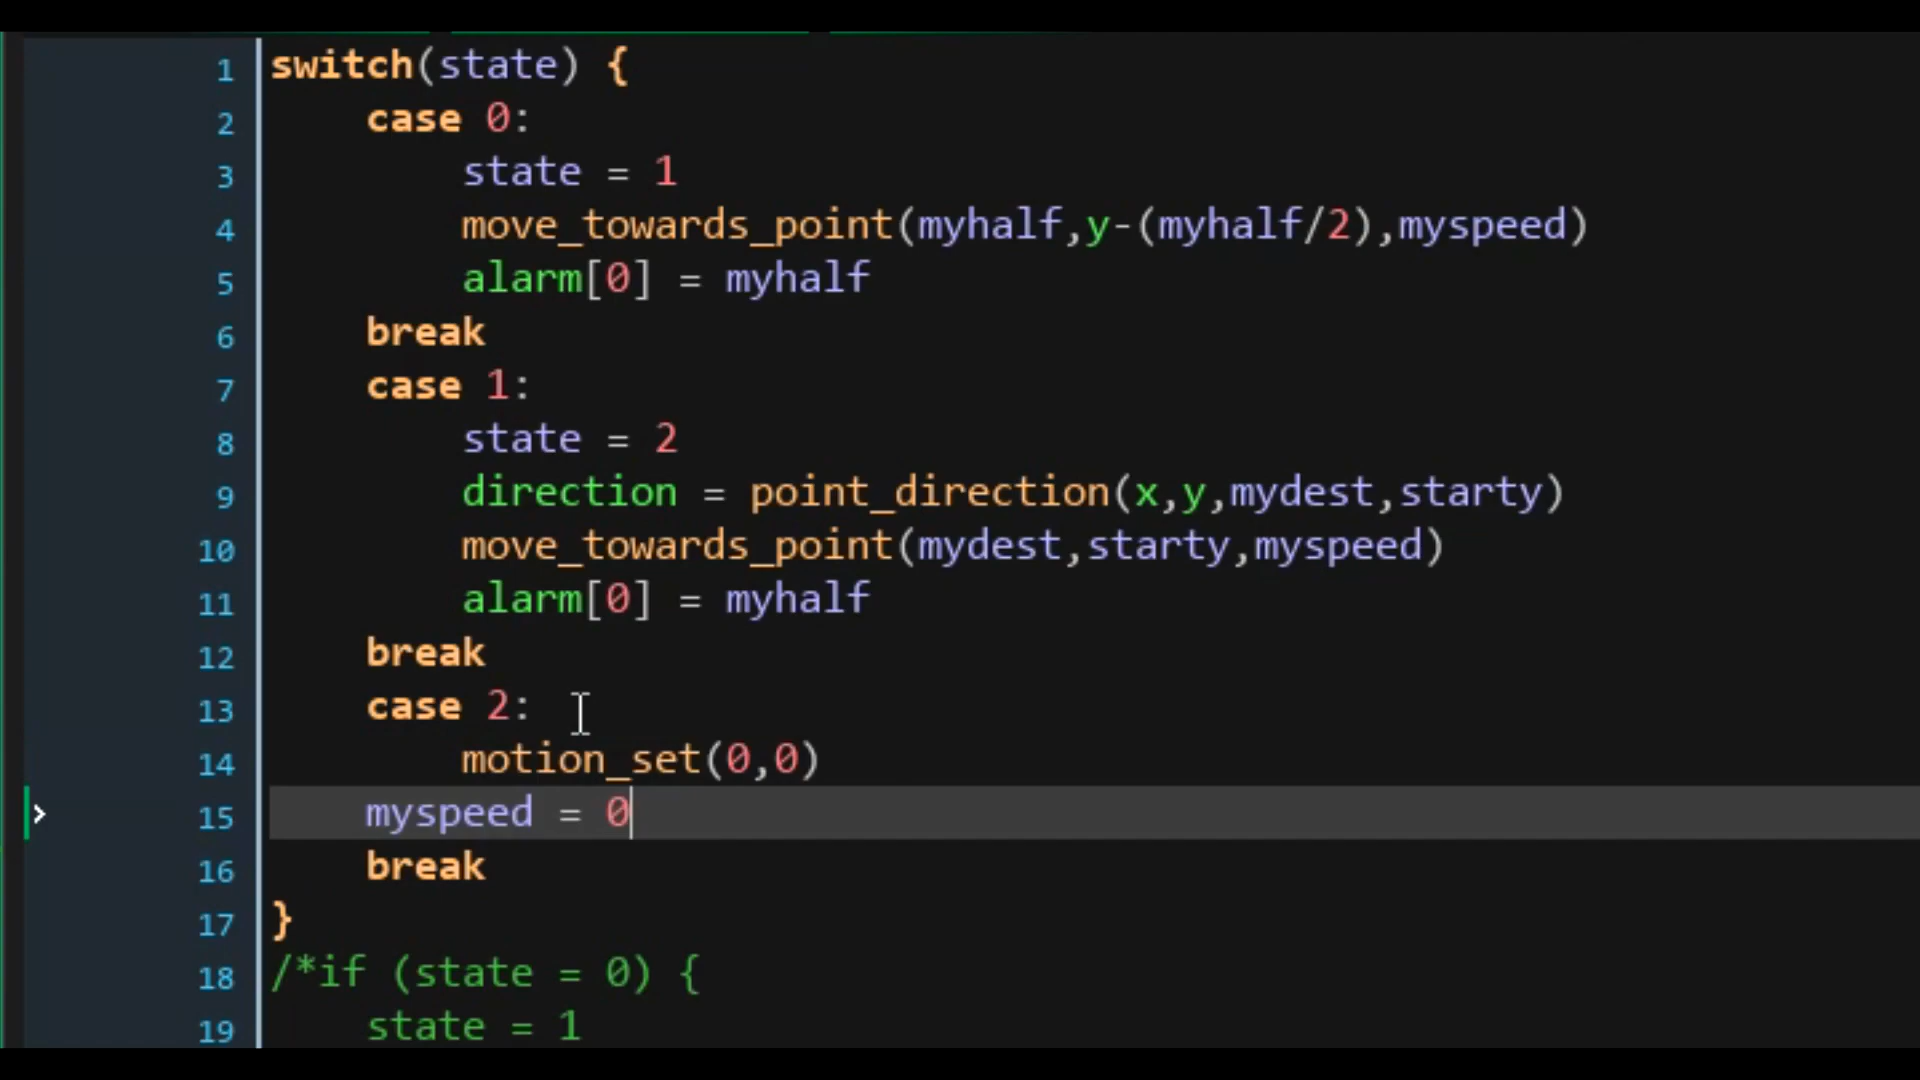 1 switch(state) {
2 case 0:
3 state = 1
4 move_towards_point(myhalf,y-(myhalf/2),myspeed)
5 alarm[0] = myhalf
6 break
7 case 1:
8 state = 2
9 direction = point_direction(x,y,mydest,starty)
10 move_towards_point(mydest,starty,myspeed)
11 alarm[0] = myhalf
12 break
13 case 2:
14 motion_set(0,0)
15 myspeed = 0
16 break
17 }
18 /*if (state = 0) {
19 state = 1